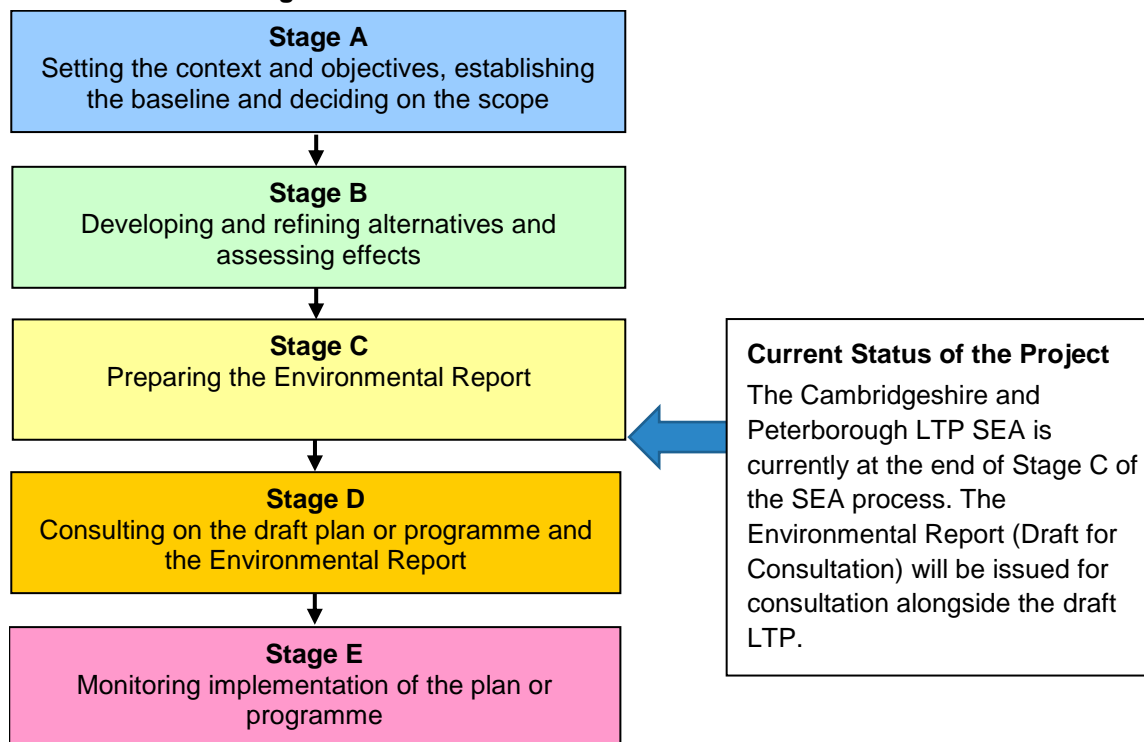 Stage A
Setting the context and objectives, establishing
the baseline and deciding on the scope
Stage B
Developing and refining alternatives and
assessing effects
Stage C
Preparing the Environmental Report
Current Status of the Project
The Cambridgeshire and
Peterborough LTP SEA is
currently at the end of Stage C of
the SEA process. The
Environmental Report (Draft for
Consultation) will be issued for
consultation alongside the draft
LTP.
Stage D
Consulting on the draft plan or programme and
the Environmental Report
Stage E
Monitoring implementation of the plan or
programme